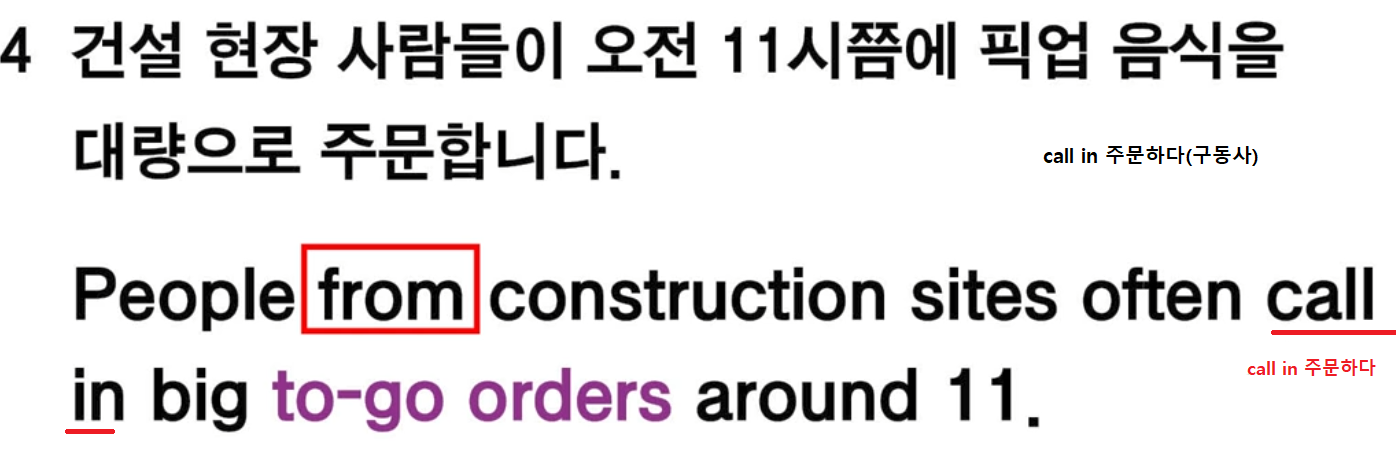 4 건설 현장 사람들이 오전 11시쯤에 픽업 음식을
대량으로 주문합니다.
call in 주문하다(구동사)
People from construction sites often call
call in 주문하다
in big to-go orders around 11.